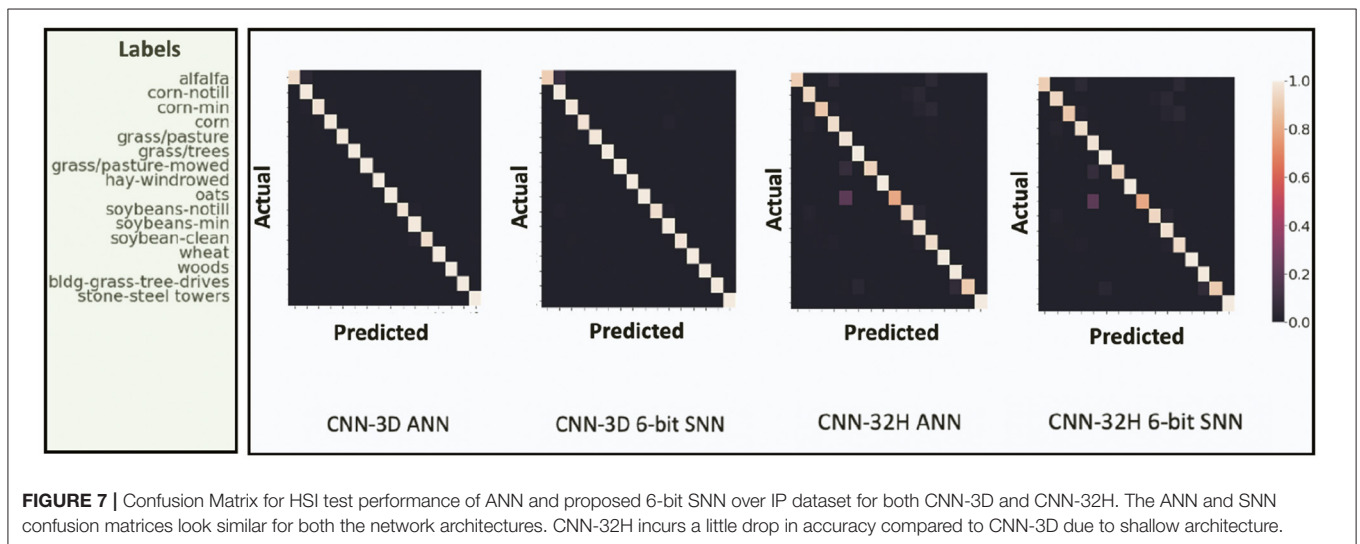 Labels
alfalfa
corn-notill
corn-min
corn
grass/pasture
grass/trees
grass/pasture-mowed
hay-windrowed
oats
soybeans-notill
soybeans-min
soybean-clean
wheat
woods
bldg-grass-tree-drives
stone-steel towers
Actual
Predicted
CNN-3D ANN
Actual
Predicted
CNN-3D 6-bit SNN
Actual
Predicted
CNN-32H ANN
Actual
Predicted
CNN-32H 6-bit SNN
1.0
0.8
0.6
0.4
0.2
0.0
FIGURE 7 | Confusion Matrix for HSI test performance of ANN and proposed 6-bit SNN over IP dataset for both CNN-3D and CNN-32H. The ANN and SNN
confusion matrices look similar for both the network architectures. CNN-32H incurs a little drop in accuracy compared to CNN-3D due to shallow architecture.